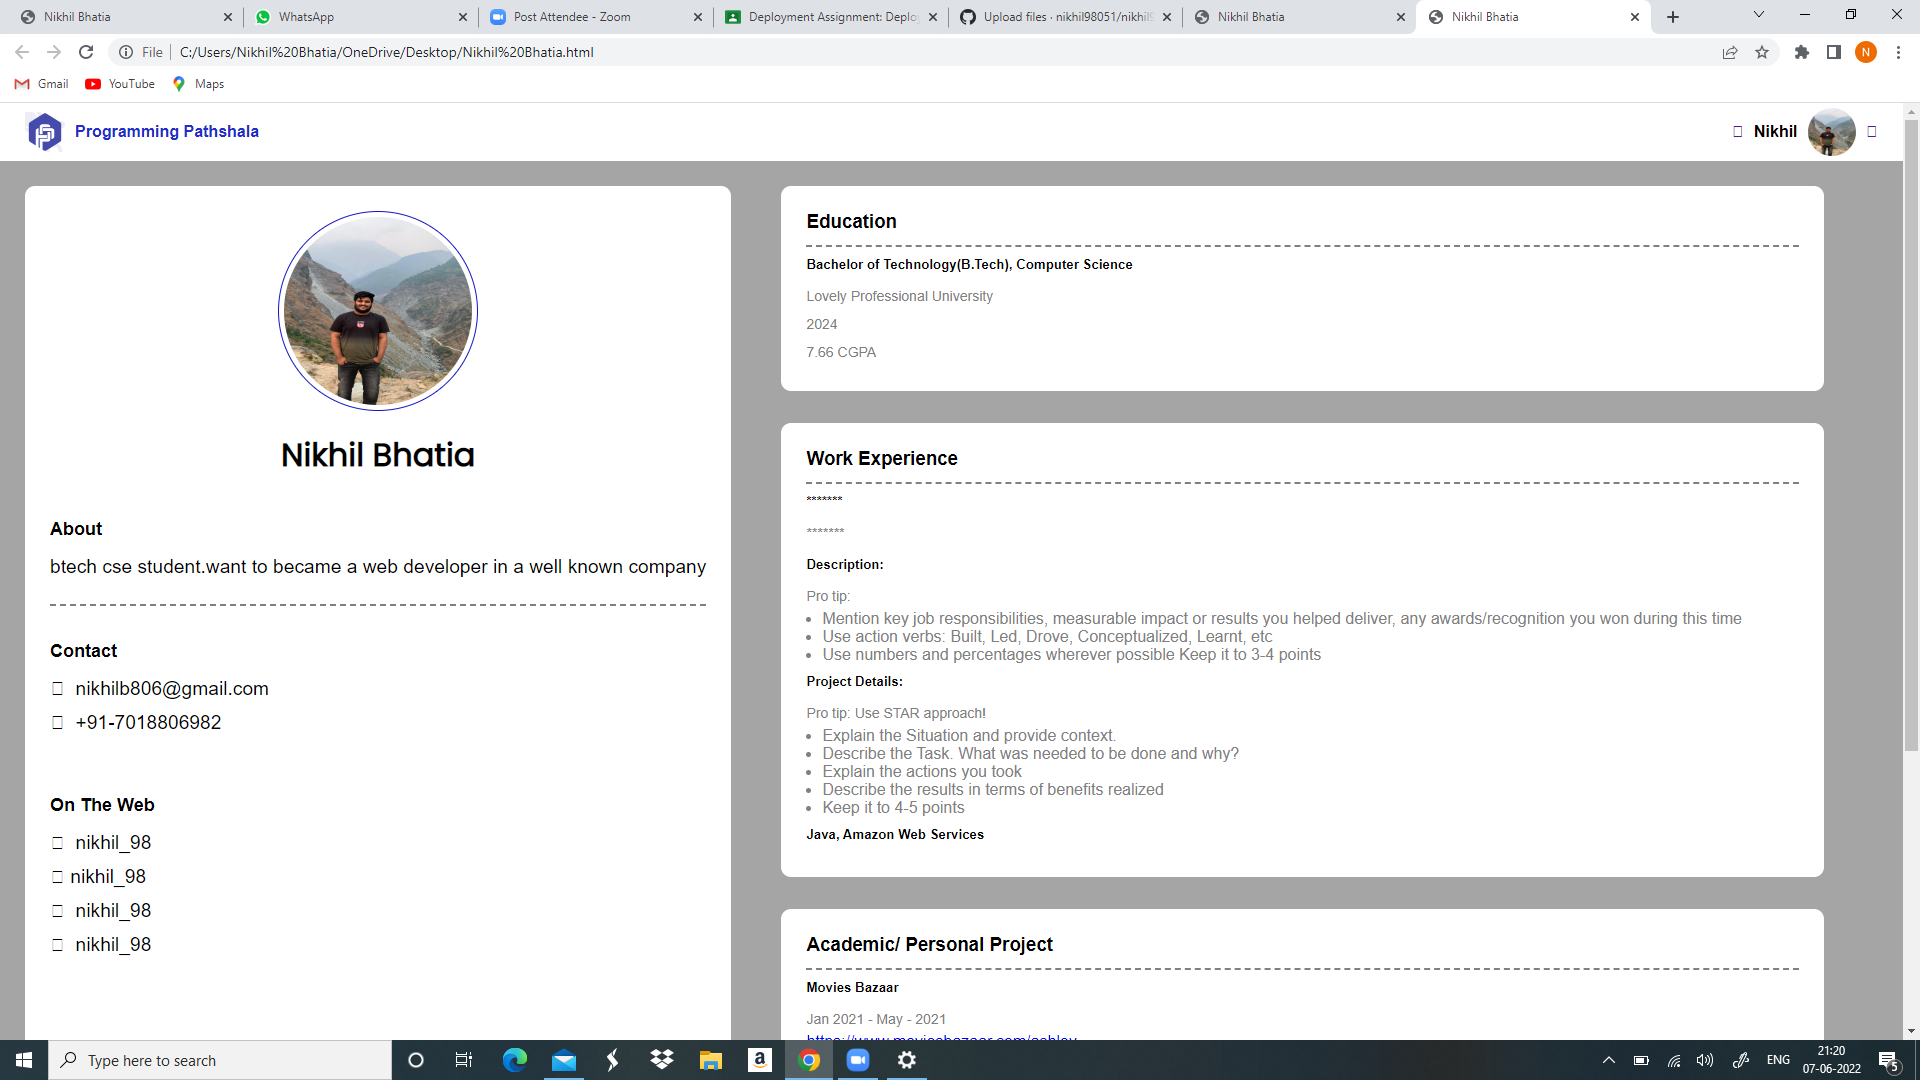 Nikhil Bhatia
WhatsApp
Post Attendee - Zoom
Deployment Assignment: Deplo
Upload files · nikhil98051/nikhil9
Nikhil Bhatia
Nikhil Bhatia
File
C:/Users/Nikhil%20Bhatia/OneDrive/Desktop/Nikhil%20Bhatia.html
N
Gmail
YouTube
Maps
Programming Pathshala
Nikhil
Nikhil Bhatia
About
btech cse student.want to became a web developer in a well known company
Contact
nikhilb806@gmail.com
+91-7018806982
On The Web
nikhil_98
nikhil_98
nikhil_98
nikhil_98
Education
Bachelor of Technology(B.Tech), Computer Science
Lovely Professional University
2024
7.66 CGPA
Work Experience
*******
*******
Description:
Pro tip:
Mention key job responsibilities, measurable impact or results you helped deliver, any awards/recognition you won during this time
Use action verbs: Built, Led, Drove, Conceptualized, Learnt, etc
Use numbers and percentages wherever possible Keep it to 3-4 points
Project Details:
Pro tip: Use STAR approach!
Explain the Situation and provide context.
Describe the Task. What was needed to be done and why?
Explain the actions you took
Describe the results in terms of benefits realized
Keep it to 4-5 points
Java, Amazon Web Services
Academic/ Personal Project
Movies Bazaar
Jan 2021 - May - 2021
https://www.moviesbazaar.com/ashley
Type here to search
ENG
21:20
07-06-2022
5